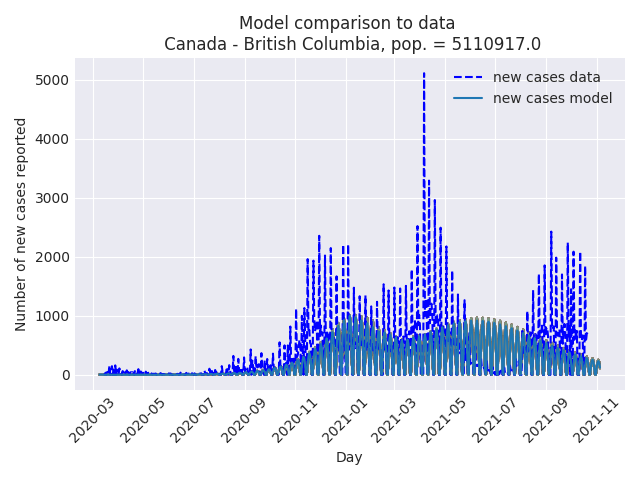 Model comparison to data
Canada - British Columbia, pop. = 5110917.0
new cases data
new cases model
Number of new cases reported
5000
4000
3000
2000
1000
0
2020-03
2020-05
2020-07
2020-09
2020-11
2021-01
2021-03
2021-05
2021-07
2021-09
2021-11
Day